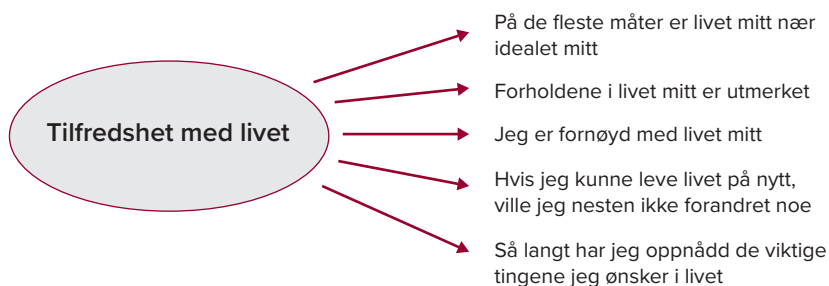 På de fleste måter er livet mitt nær
idealet mitt
Forholdene i livet mitt er utmerket
Tilfredshet med livet
Jeg er fornøyd med livet mitt
Hvis jeg kunne leve livet på nytt,
ville jeg nesten ikke forandret noe
Så langt har jeg oppnådd de viktige
tingene jeg ønsker i livet